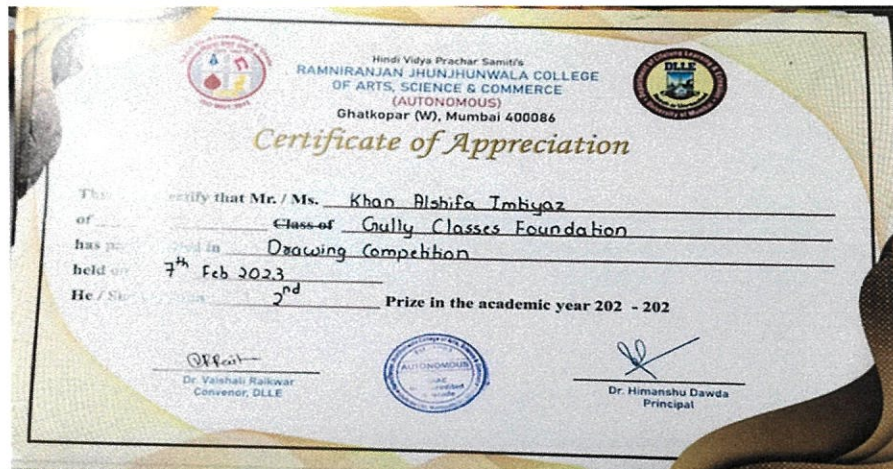 Hindi Vidya Prachar Samiti's
RAMNIRANJAN JHUNJHUNWALA COLLEGE
OF ARTS, SCIENCE & COMMERCE
(AUTONOMOUS)
Ghatkopar (W), Mumbai 400086
DLLE
Certificate of Appreciation
that Mr. / Ms. Khan Alshifa Imtiyaz
of Class of Gully Classes Foundation
has in Drawing Competition
held on 7th Feb 2023
He / 2nd Prize in the academic year 202 - 202
AUTONOMOUS
Dr. Vaishali Raikwar
Convenor, DLLE
Dr. Himanshu Dawda
Principal